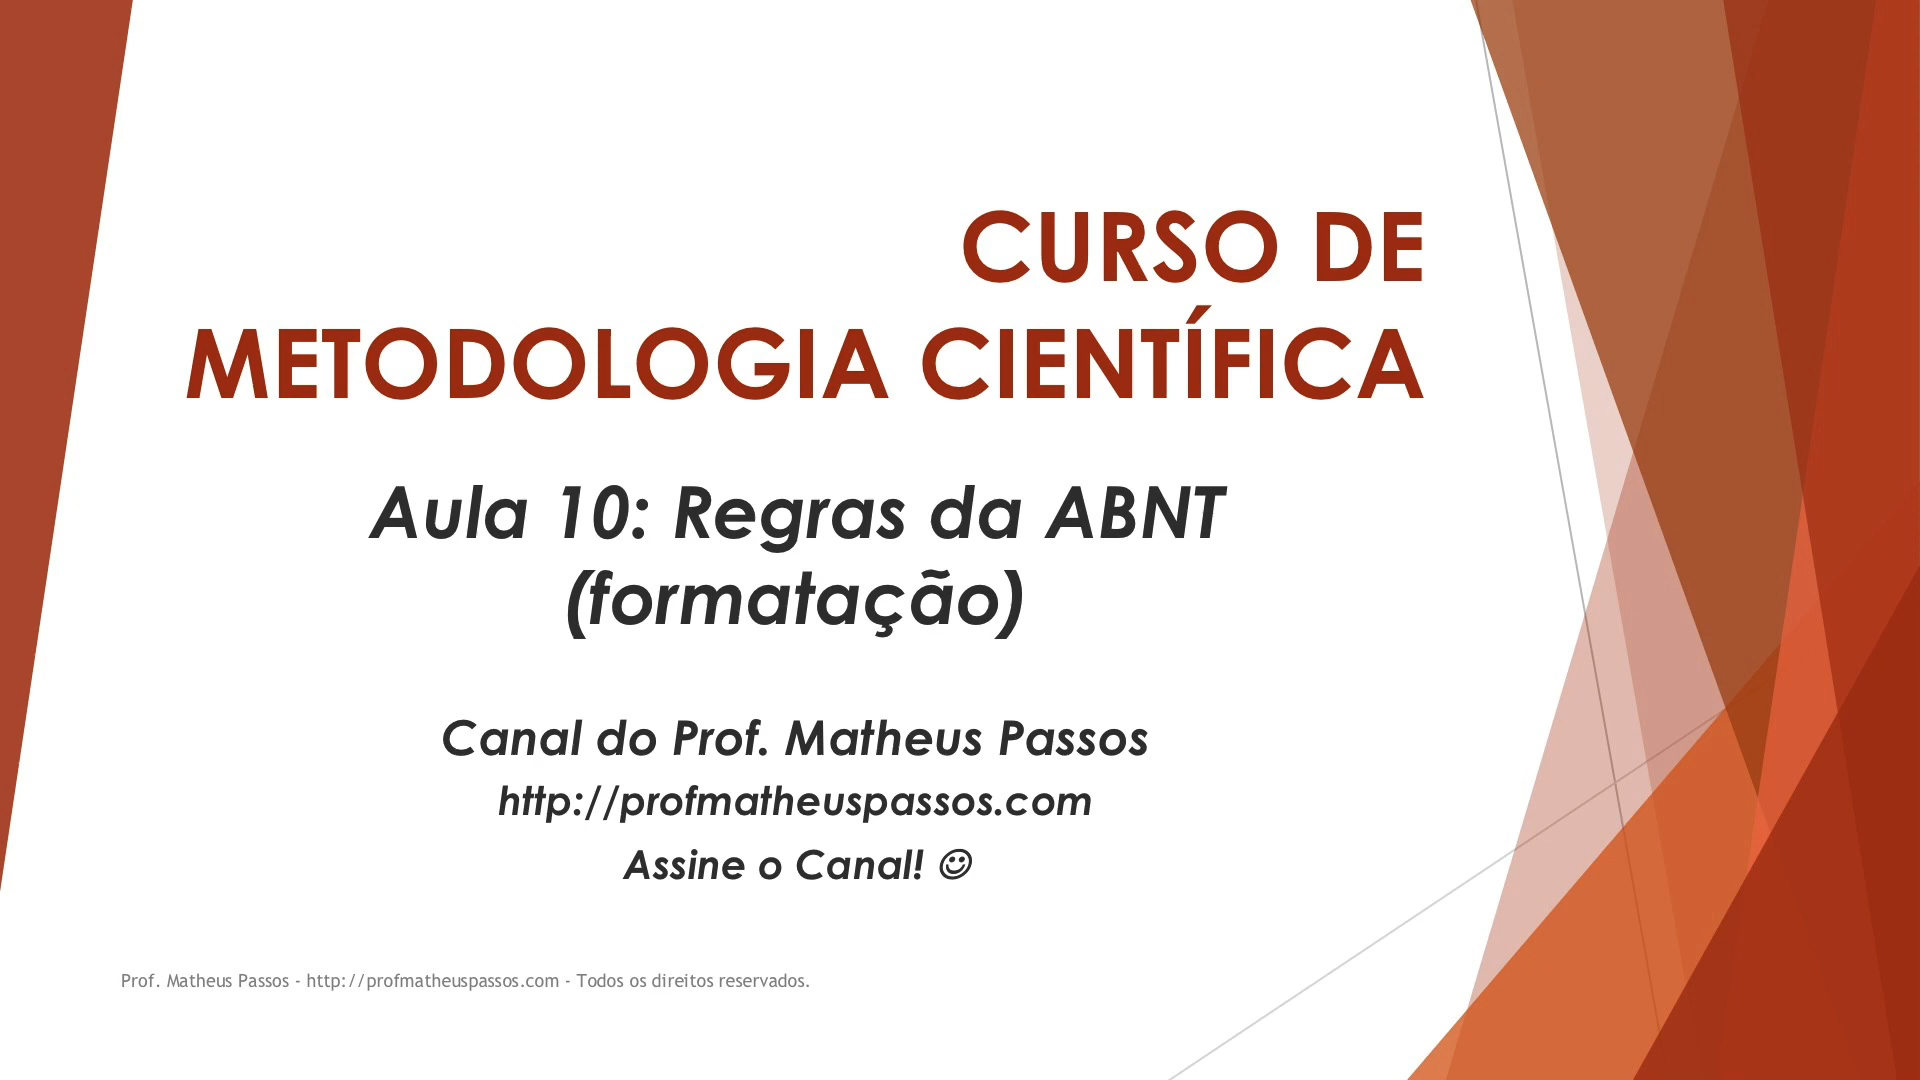 CURSO DE
METODOLOGIA CIENTÍFICA
Aula 10: Regras da ABNT
(formatação)
Canal do Prof. Matheus Passos
http://profmatheuspassos.com
Assine o Canal! ☺
Prof. Matheus Passos - http://profmatheuspassos.com - Todos os direitos reservados.